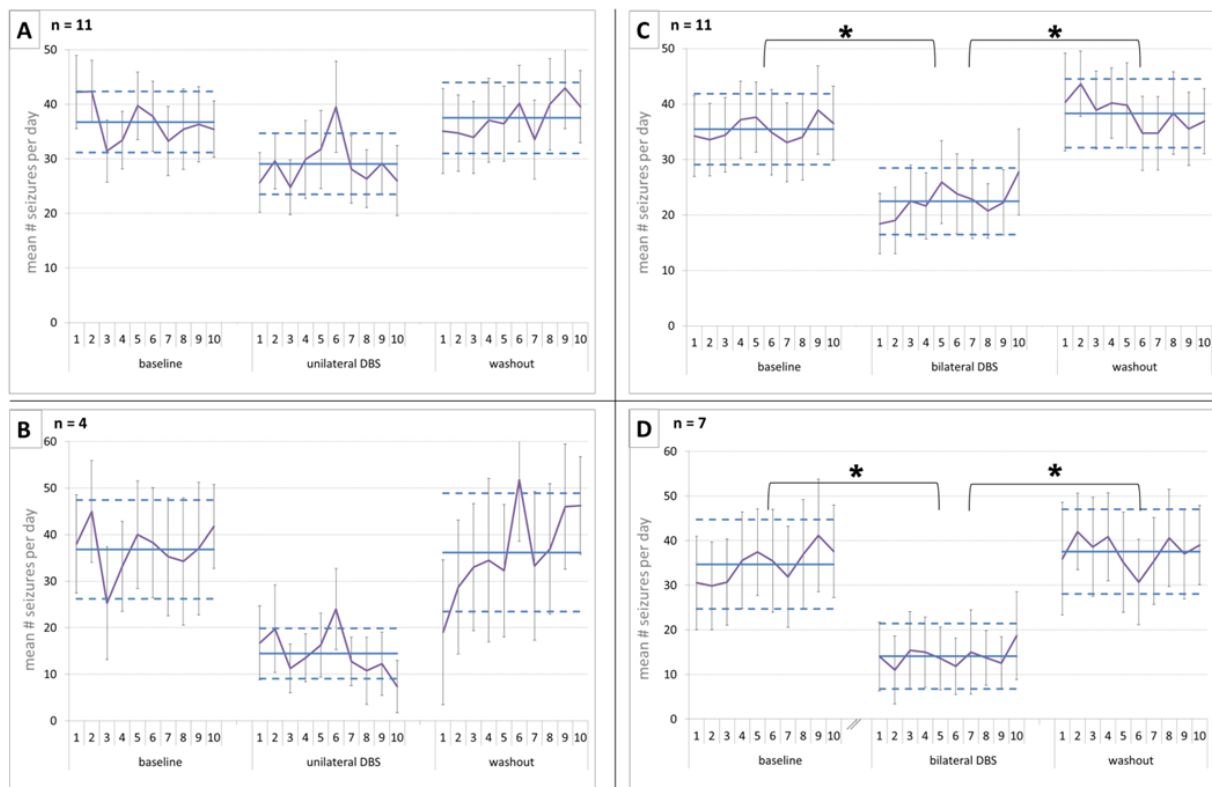 A n = 11
mean # seizures per day
50
40
30
20
10
0
1 2 3 4 5 6 7 8 9 10 1 2 3 4 5 6 7 8 9 10 1 2 3 4 5 6 7 8 9 10
baseline unilateral DBS washout
C n = 11
* *
mean # seizures per day
50
40
30
20
10
0
1 2 3 4 5 6 7 8 9 10 1 2 3 4 5 6 7 8 9 10 1 2 3 4 5 6 7 8 9 10
baseline bilateral DBS washout
B n = 4
mean # seizures per day
60
50
40
30
20
10
0
1 2 3 4 5 6 7 8 9 10 1 2 3 4 5 6 7 8 9 10 1 2 3 4 5 6 7 8 9 10
baseline unilateral DBS washout
D n = 7
* *
mean # seizures per day
60
50
40
30
20
10
0
1 2 3 4 5 6 7 8 9 10 // 1 2 3 4 5 6 7 8 9 10 1 2 3 4 5 6 7 8 9 10
baseline bilateral DBS washout